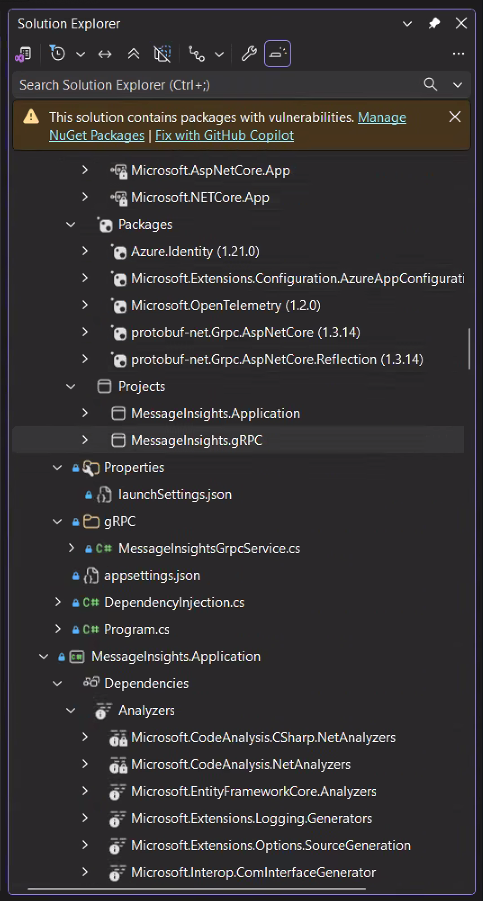 Solution Explorer
Search Solution Explorer (Ctrl+;)
This solution contains packages with vulnerabilities. Manage
NuGet Packages | Fix with GitHub Copilot
Microsoft.AspNetCore.App
Microsoft.NETCore.App
Packages
Azure.Identity (1.21.0)
Microsoft.Extensions.Configuration.AzureAppConfigurati
Microsoft.OpenTelemetry (1.2.0)
protobuf-net.Grpc.AspNetCore (1.3.14)
protobuf-net.Grpc.AspNetCore.Reflection (1.3.14)
Projects
MessageInsights.Application
MessageInsights.gRPC
Properties
launchSettings.json
gRPC
C# MessageInsightsGrpcService.cs
appsettings.json
C# DependencyInjection.cs
C# Program.cs
C# MessageInsights.Application
Dependencies
Analyzers
Microsoft.CodeAnalysis.CSharp.NetAnalyzers
Microsoft.CodeAnalysis.NetAnalyzers
Microsoft.EntityFrameworkCore.Analyzers
Microsoft.Extensions.Logging.Generators
Microsoft.Extensions.Options.SourceGeneration
Microsoft.Interop.ComInterfaceGenerator